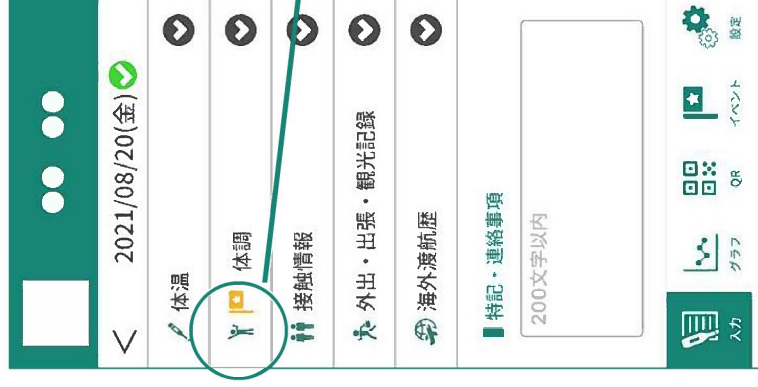 2021/08/20(金)
体温
体調
接触情報
外出・出張・観光記録
海外渡航歴
特記・連絡事項
200文字以内
入力
グラフ
QR
イベント
設定